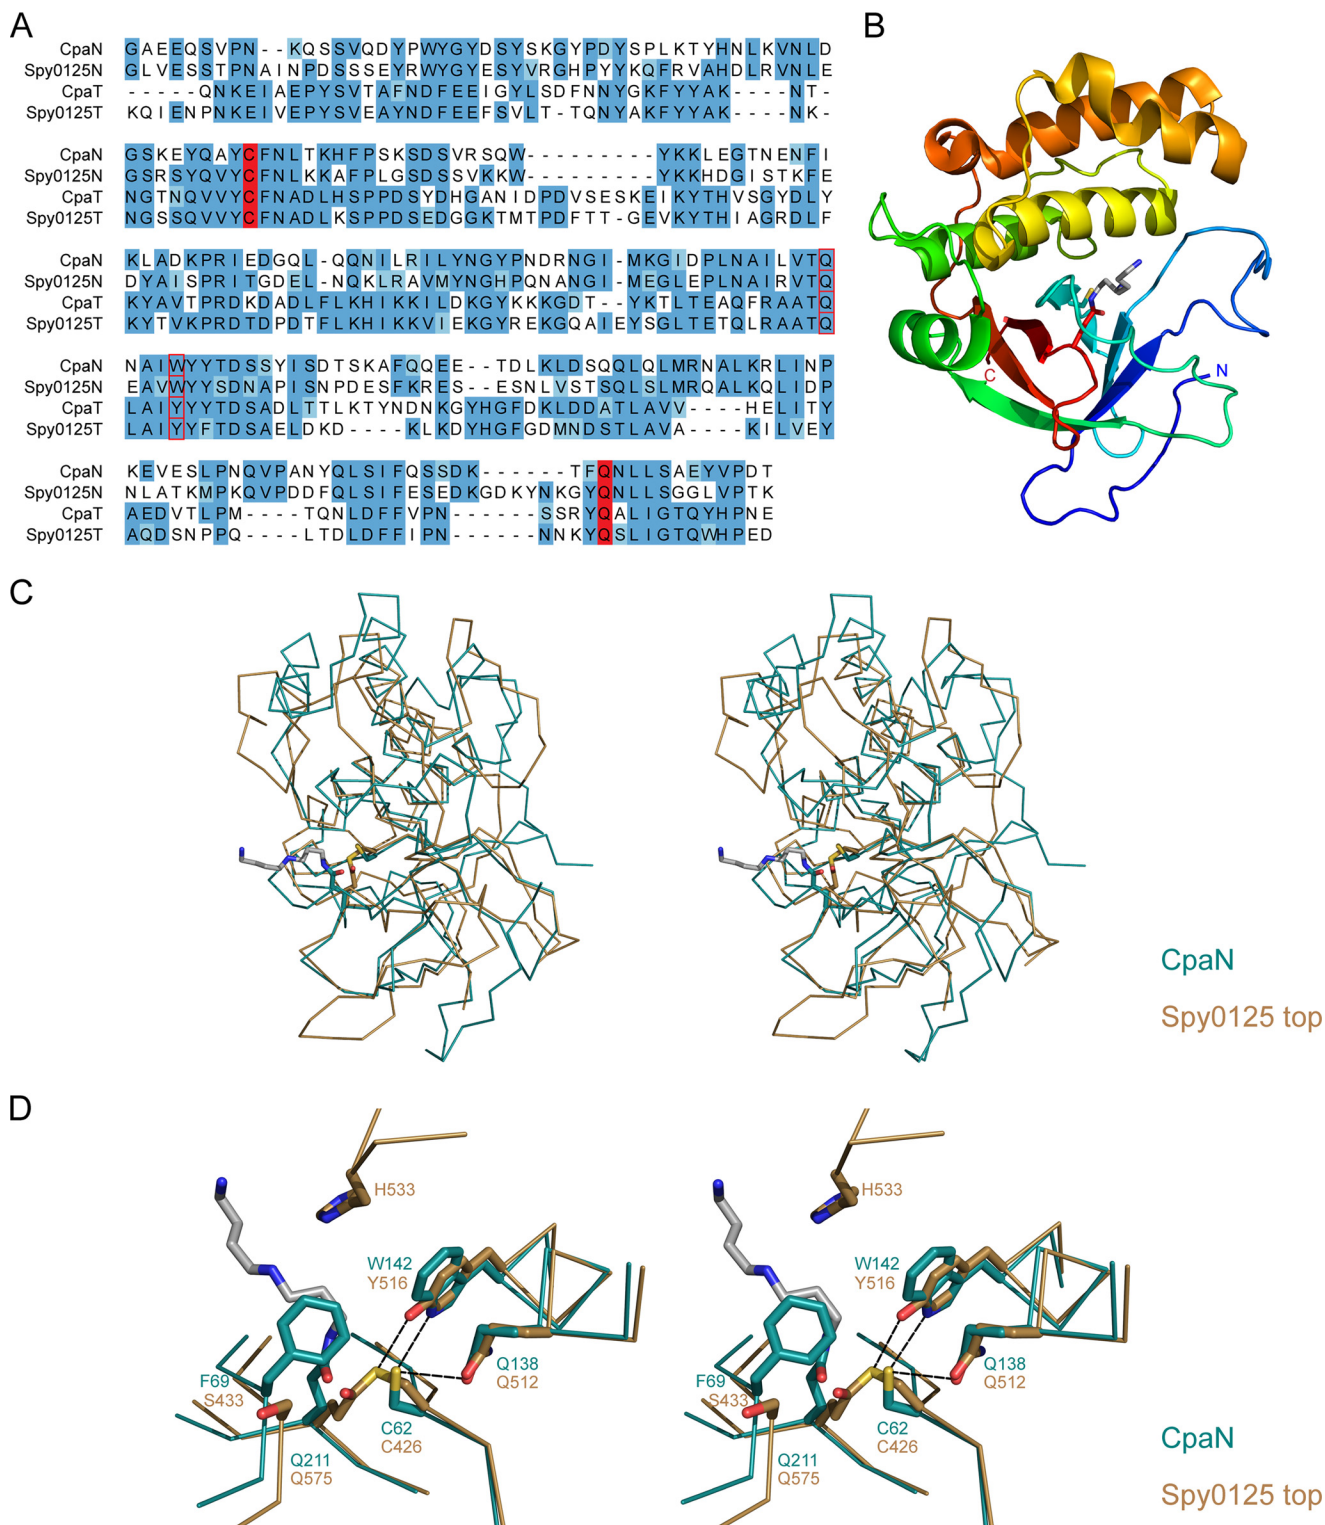 A
CpaN GAEEQSVPN--KQSSVQDYPWYGYDSYSKGYPDYSPLKTYHNLKVNLD
Spy0125N GLVESSTPNAINPDSSSEYRWYGYESYVRGHPYYKQFRVAHDLRVNLE
CpaT -----QNKEIAEPYSVTAFNDFEEIGYLSDFNNYGKFYYAK----NT-
Spy0125T KQIENPNKEIVEPYSVEAYNDFEEFSVLT-TQNYAKFYYAK----NK-
CpaN GSKEYQAYCFNLTKHFPSKSDSVRSQW---------YKKLEGTNENFI
Spy0125N GSRSYQVYCFNLKKAFPLGSDSSVKKW---------YKKHDGISTKFE
CpaT NGTNQVVYCFNADLHSPPDSYDHGANIDPDVSESKEIKYTHVSGYDLY
Spy0125T NGSSQVVYCFNADLKSPPDSEDGGKTMTPDFTT-GEVKYTHIAGRDLF
CpaN KLADKPRIEDGQL-QQNILRILYNGYPNDRNGI-MKGIDPLNAILVTQ
Spy0125N DYAISPRITGDEL-NQKLRAVMYNGHPQNANGI-MEGLEPLNAIRVTQ
CpaT KYAVTPRDKDADLFLKHIKKILDKGYKKKGDT--YKTLTEAQFRAATQ
Spy0125T KYTVKPRDTDPDTFLKHIKKVIEKGYREKGQAIEYSGLTETQLRAATQ
CpaN NAIWYYTDSSYISDTSKAFQQEE--TDLKLDSQLQLMRNALKRLINP
Spy0125N EAVWYYSDNAPISNPDESFKRES--ESNLVSTSQLSLMRQALKQLIDP
CpaT LAIYYYTDSADLTTLKTYNDNKGYHGFDKLDDATLAVV----HELITY
Spy0125T LAIYYFTDSAELDKD----KLKDYHGFGDMNDSTLAVA----KILVEY
CpaN KEVESLPNQVPANYQLSIFQSSDK------TFQNLLSAEYVPDT
Spy0125N NLATKMPKQVPDDFQLSIFESEDKGDKYNKGYQNLLSGGLVPTK
CpaT AEDVTLPM----TQNLDFFVPN------SSRYQALIGTQYHPNE
Spy0125T AQDSNPPQ----LTDLDFFIPN------NNKYQSLIGTQWHPED
B
N
C
C
CpaN
Spy0125 top
D
H533
W142
Y516
F69
S433
Q138
Q512
C62
C426
Q211
Q575
H533
W142
Y516
F69
S433
Q138
Q512
C62
C426
Q211
Q575
CpaN
Spy0125 top